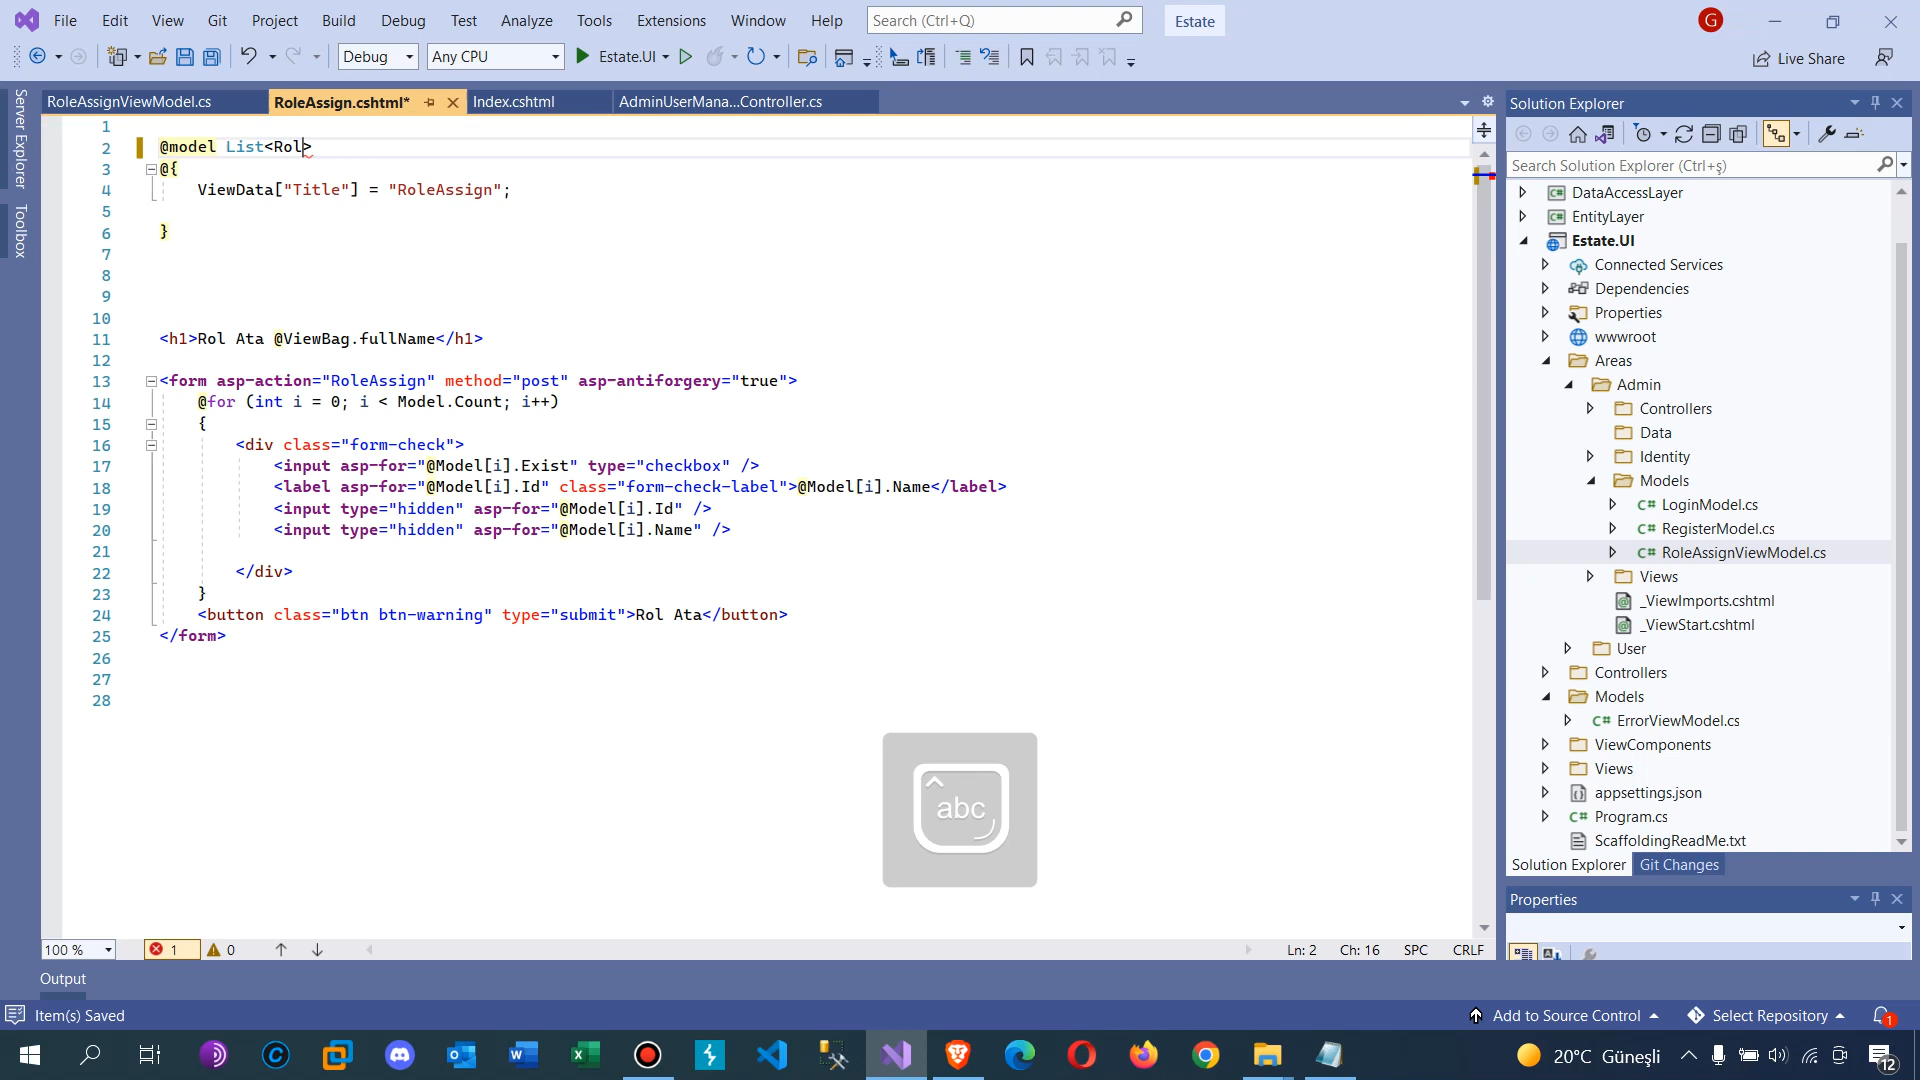 File Edit View Git Project Build Debug Test Analyze Tools Extensions Window Help Search (Ctrl+Q) Estate G
Debug Any CPU Estate.UI Live Share
RoleAssignViewModel.cs RoleAssign.cshtml* Index.cshtml AdminUserMana...Controller.cs
Server Explorer
Toolbox
1
2 @model List<Rol>
3 @{
4 ViewData["Title"] = "RoleAssign";
5
6 }
7
8
9
10
11 <h1>Rol Ata @ViewBag.fullName</h1>
12
13 <form asp-action="RoleAssign" method="post" asp-antiforgery="true">
14 @for (int i = 0; i < Model.Count; i++)
15 {
16 <div class="form-check">
17 <input asp-for="@Model[i].Exist" type="checkbox" />
18 <label asp-for="@Model[i].Id" class="form-check-label">@Model[i].Name</label>
19 <input type="hidden" asp-for="@Model[i].Id" />
20 <input type="hidden" asp-for="@Model[i].Name" />
21
22 </div>
23 }
24 <button class="btn btn-warning" type="submit">Rol Ata</button>
25 </form>
26
27
28
abc
100 % 1 0 Ln: 2 Ch: 16 SPC CRLF
Output
Solution Explorer
Search Solution Explorer (Ctrl+ş)
C# DataAccessLayer
C# EntityLayer
Estate.UI
Connected Services
Dependencies
Properties
wwwroot
Areas
Admin
Controllers
Data
Identity
Models
C# LoginModel.cs
C# RegisterModel.cs
C# RoleAssignViewModel.cs
Views
_ViewImports.cshtml
_ViewStart.cshtml
User
Controllers
Models
C# ErrorViewModel.cs
ViewComponents
Views
appsettings.json
C# Program.cs
ScaffoldingReadMe.txt
Solution Explorer Git Changes
Properties
Item(s) Saved Add to Source Control Select Repository 1
20°C Güneşli 12